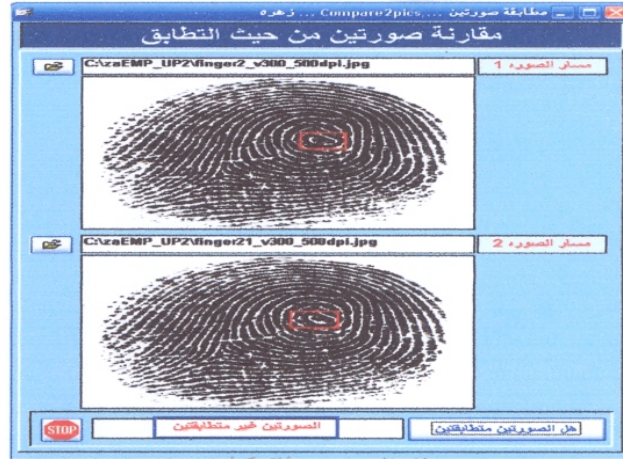 مطابقة صورتين .... Compare2pics ... زهره
مقارنة صورتين من حيث التطابق
مسار الصوره 1
C:\zaEMP_UP2\finger2_v300_500dpi.jpg
مسار الصوره 2
C:\zaEMP_UP2\finger21_v300_500dpi.jpg
هل الصورتين متطابقتين
الصورتين غير متطابقتين
STOP